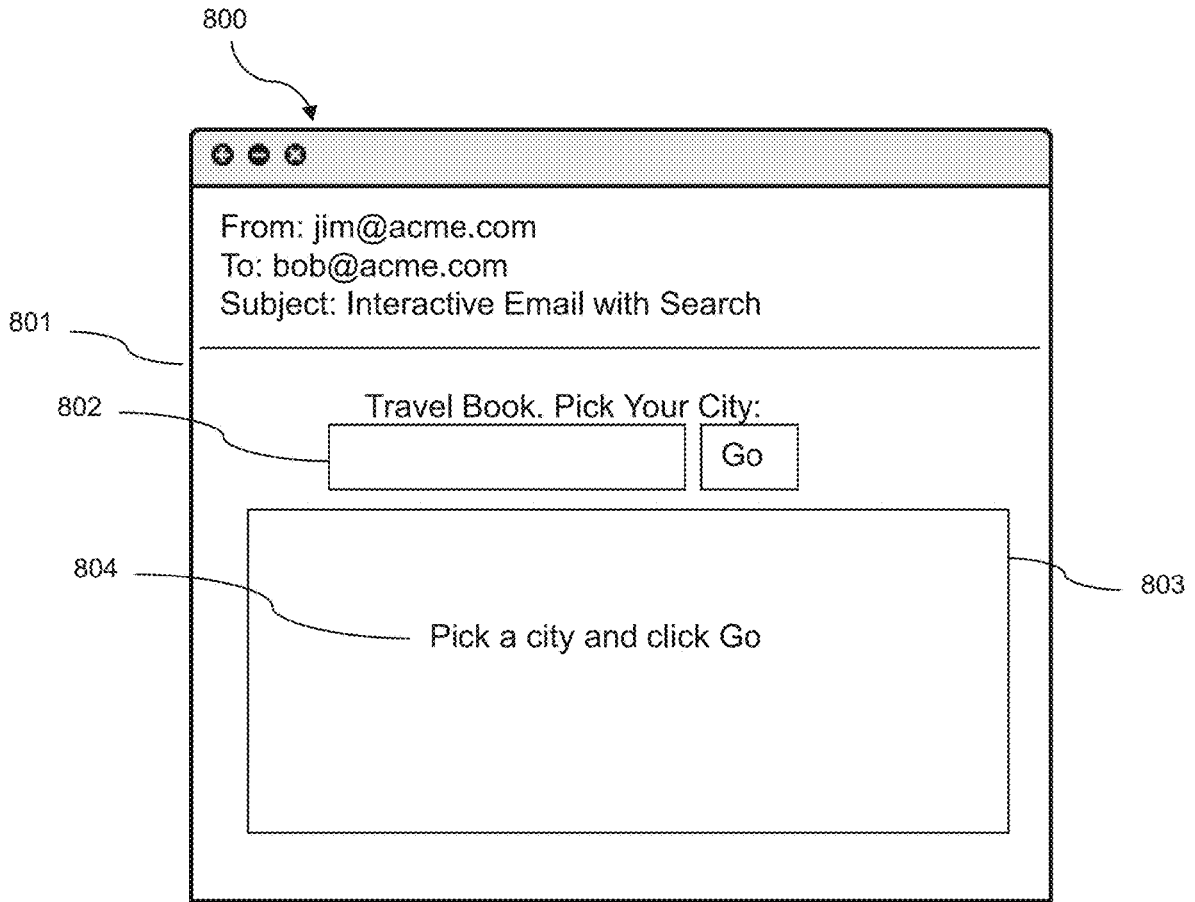 800
From: jim@acme.com
To: bob@acme.com
Subject: Interactive Email with Search
801
802
Travel Book. Pick Your City:
Go
804
803
Pick a city and click Go